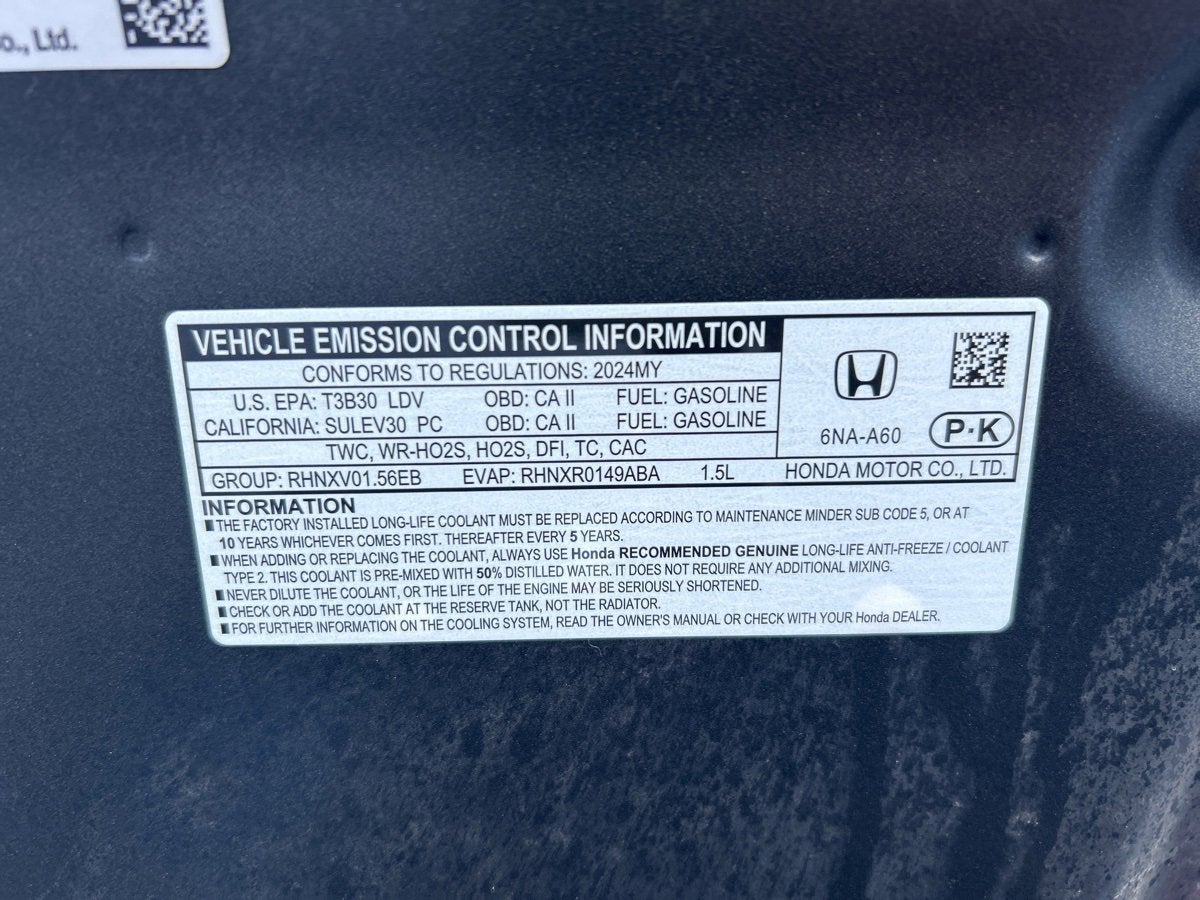 o., Ltd.
VEHICLE EMISSION CONTROL INFORMATION
CONFORMS TO REGULATIONS: 2024MY
U.S. EPA: T3B30 LDV OBD: CA II FUEL: GASOLINE
CALIFORNIA: SULEV30 PC OBD: CA II FUEL: GASOLINE
TWC, WR-HO2S, HO2S, DFI, TC, CAC
6NA-A60 P·K
GROUP: RHNXV01.56EB EVAP: RHNXR0149ABA 1.5L HONDA MOTOR CO., LTD.
INFORMATION
THE FACTORY INSTALLED LONG-LIFE COOLANT MUST BE REPLACED ACCORDING TO MAINTENANCE MINDER SUB CODE 5, OR AT
10 YEARS WHICHEVER COMES FIRST. THEREAFTER EVERY 5 YEARS.
WHEN ADDING OR REPLACING THE COOLANT, ALWAYS USE Honda RECOMMENDED GENUINE LONG-LIFE ANTI-FREEZE / COOLANT
TYPE 2. THIS COOLANT IS PRE-MIXED WITH 50% DISTILLED WATER. IT DOES NOT REQUIRE ANY ADDITIONAL MIXING.
NEVER DILUTE THE COOLANT, OR THE LIFE OF THE ENGINE MAY BE SERIOUSLY SHORTENED.
CHECK OR ADD THE COOLANT AT THE RESERVE TANK, NOT THE RADIATOR.
FOR FURTHER INFORMATION ON THE COOLING SYSTEM, READ THE OWNER'S MANUAL OR CHECK WITH YOUR Honda DEALER.